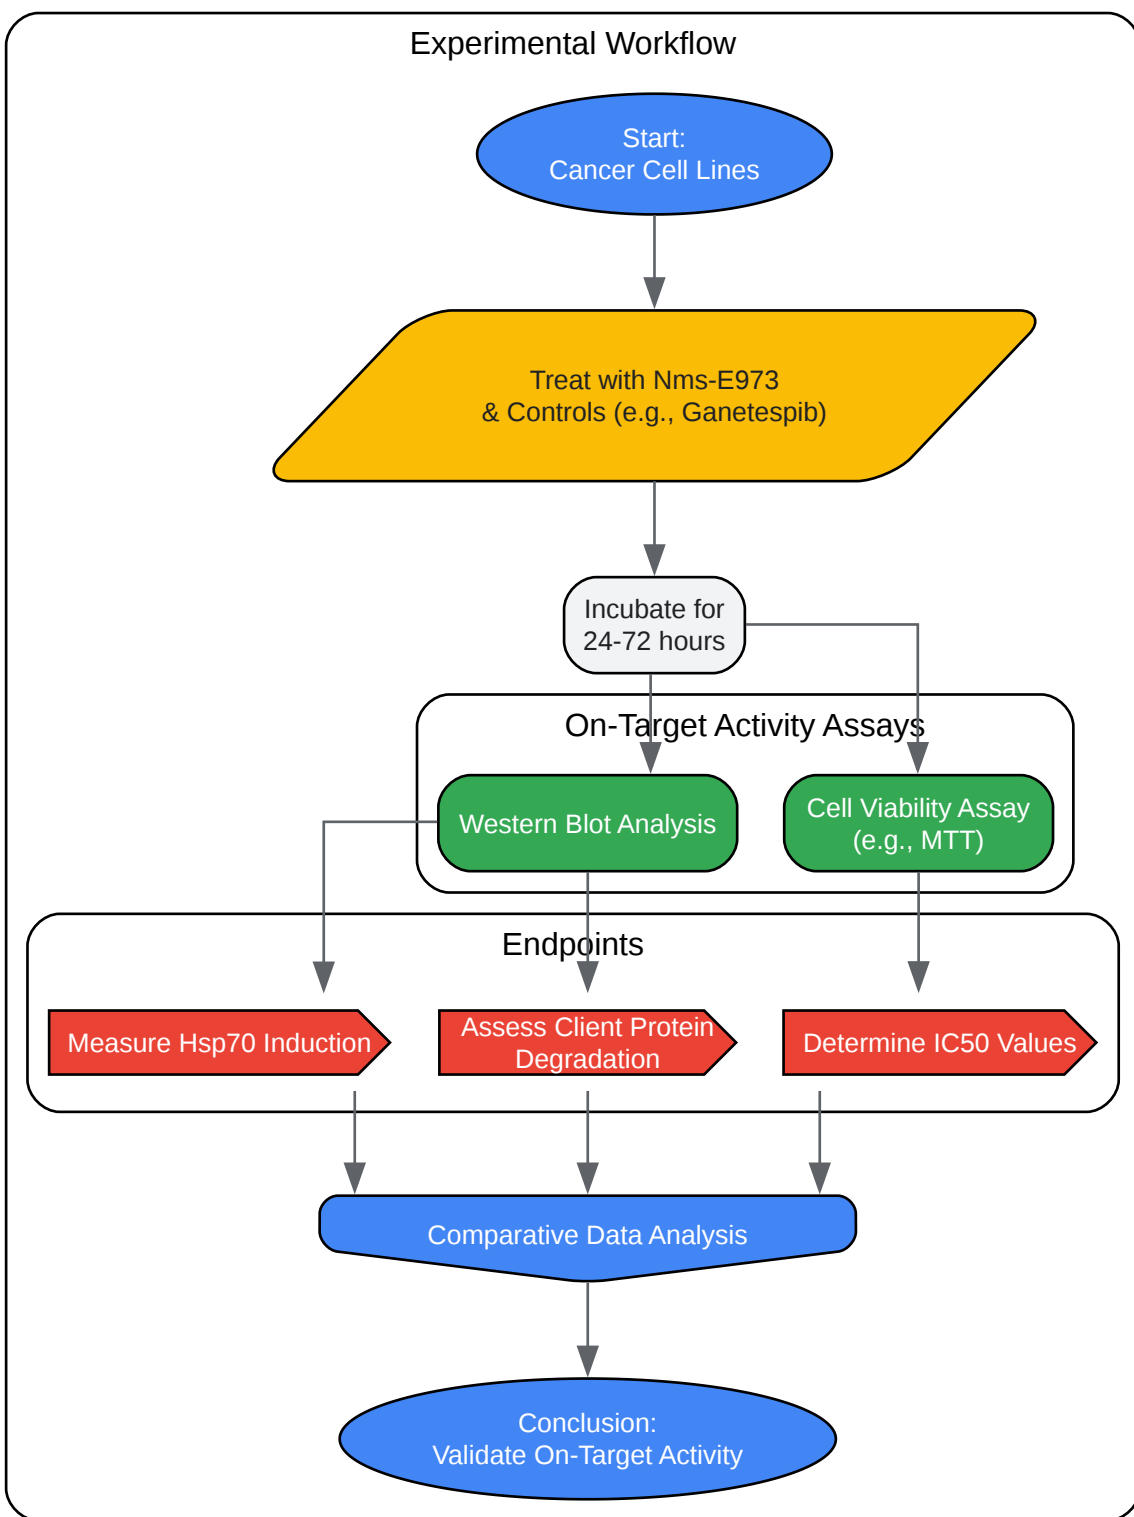 Experimental Workflow
Start:
Cancer Cell Lines
Treat with Nms-E973
& Controls (e.g., Ganetespib)
Incubate for
24-72 hours
On-Target Activity Assays
Western Blot Analysis
Cell Viability Assay
(e.g., MTT)
Endpoints
Measure Hsp70 Induction
Assess Client Protein
Degradation
Determine IC50 Values
Comparative Data Analysis
Conclusion:
Validate On-Target Activity